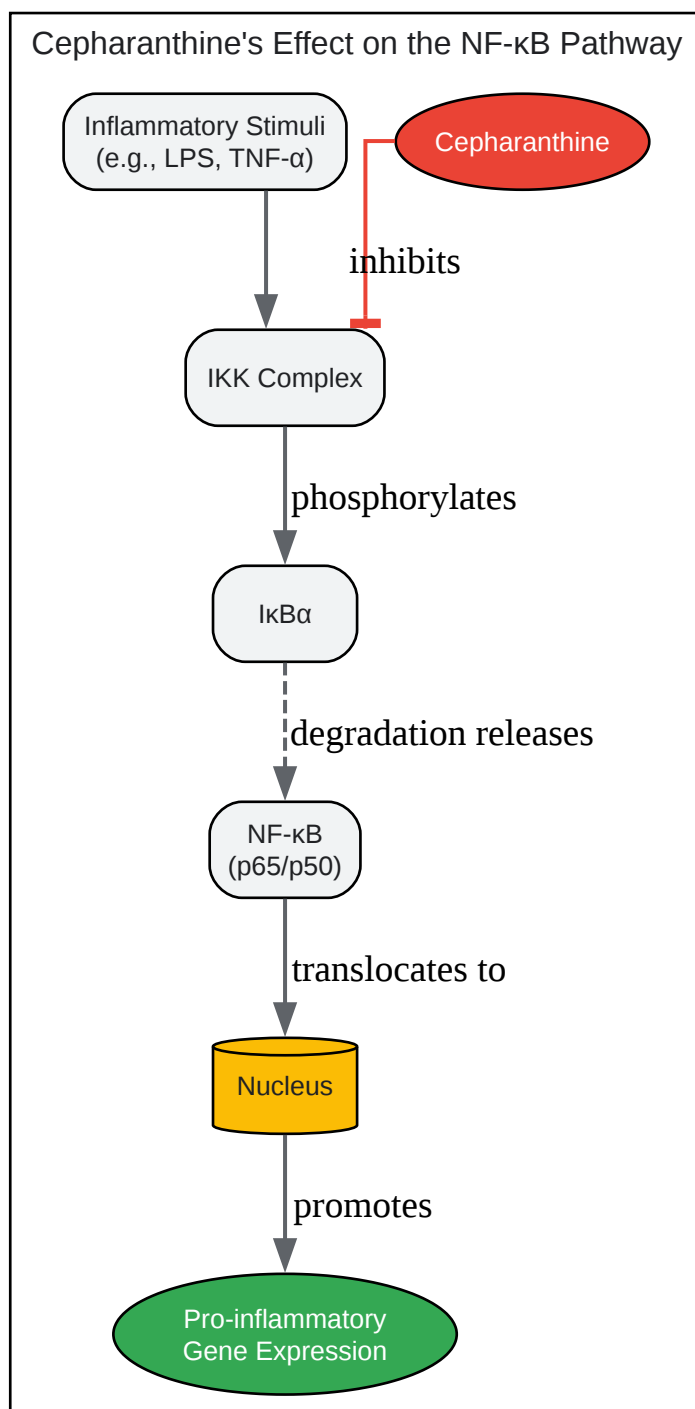 Cepharanthine's Effect on the NF-κB Pathway
Inflammatory Stimuli
(e.g., LPS, TNF-α)
Cepharanthine
inhibits
IKK Complex
phosphorylates
IκBα
degradation releases
NF-κB
(p65/p50)
translocates to
Nucleus
promotes
Pro-inflammatory
Gene Expression